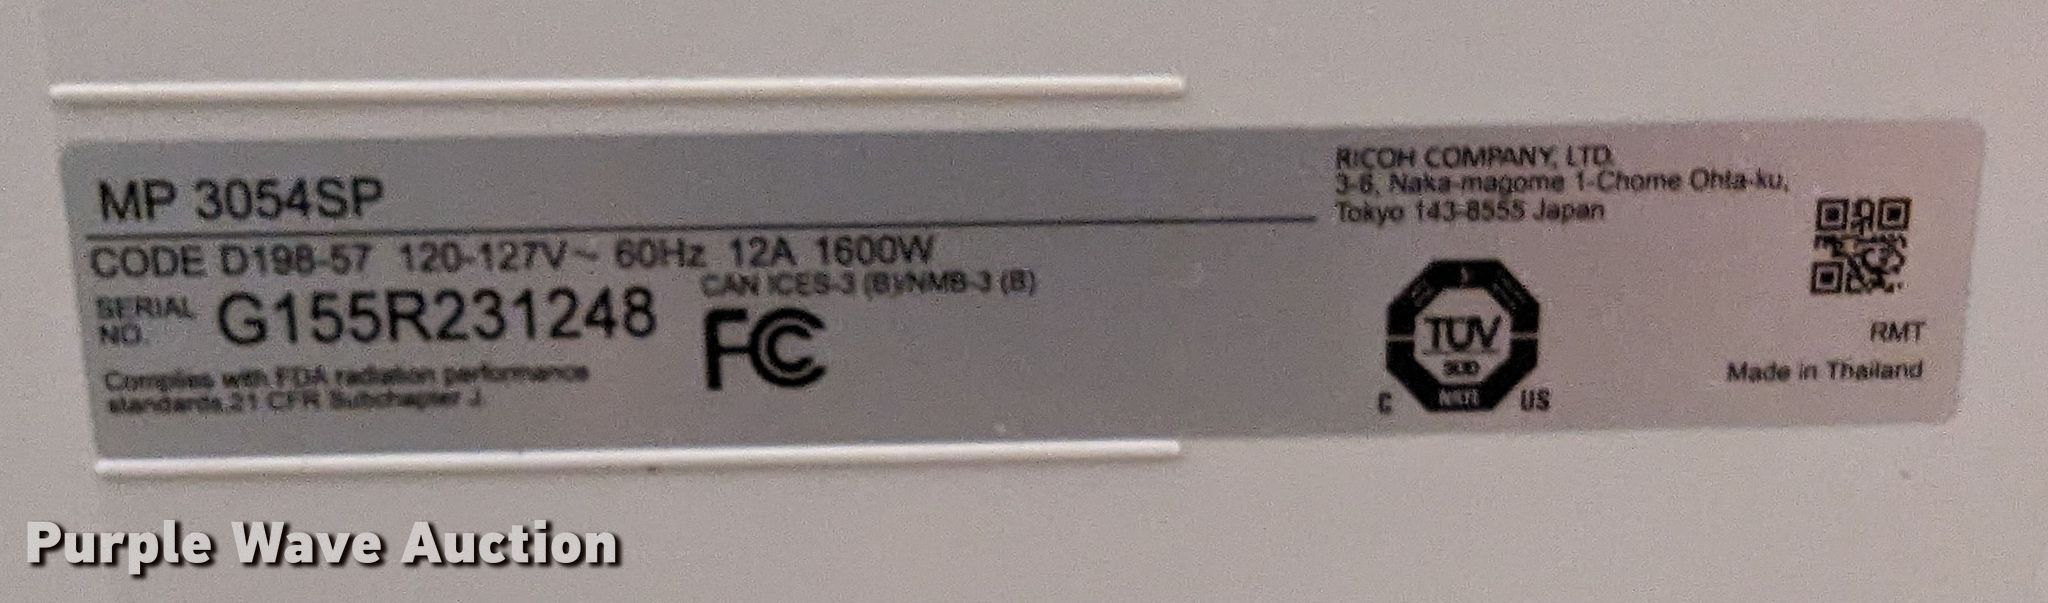 MP 3054SP
CODE D198-57 120-127V~ 60Hz 12A 1600W
CAN ICES-3 (B)/NMB-3 (B)
SERIAL
NO. G155R231248
FC
Complies with FDA radiation performance
standards, 21 CFR Subchapter J.
RICOH COMPANY, LTD.
3-6, Naka-magome 1-Chome Ohta-ku,
Tokyo 143-8555 Japan
TÜV
SÜD
NRTL
C US
RMT
Made in Thailand
Purple Wave Auction